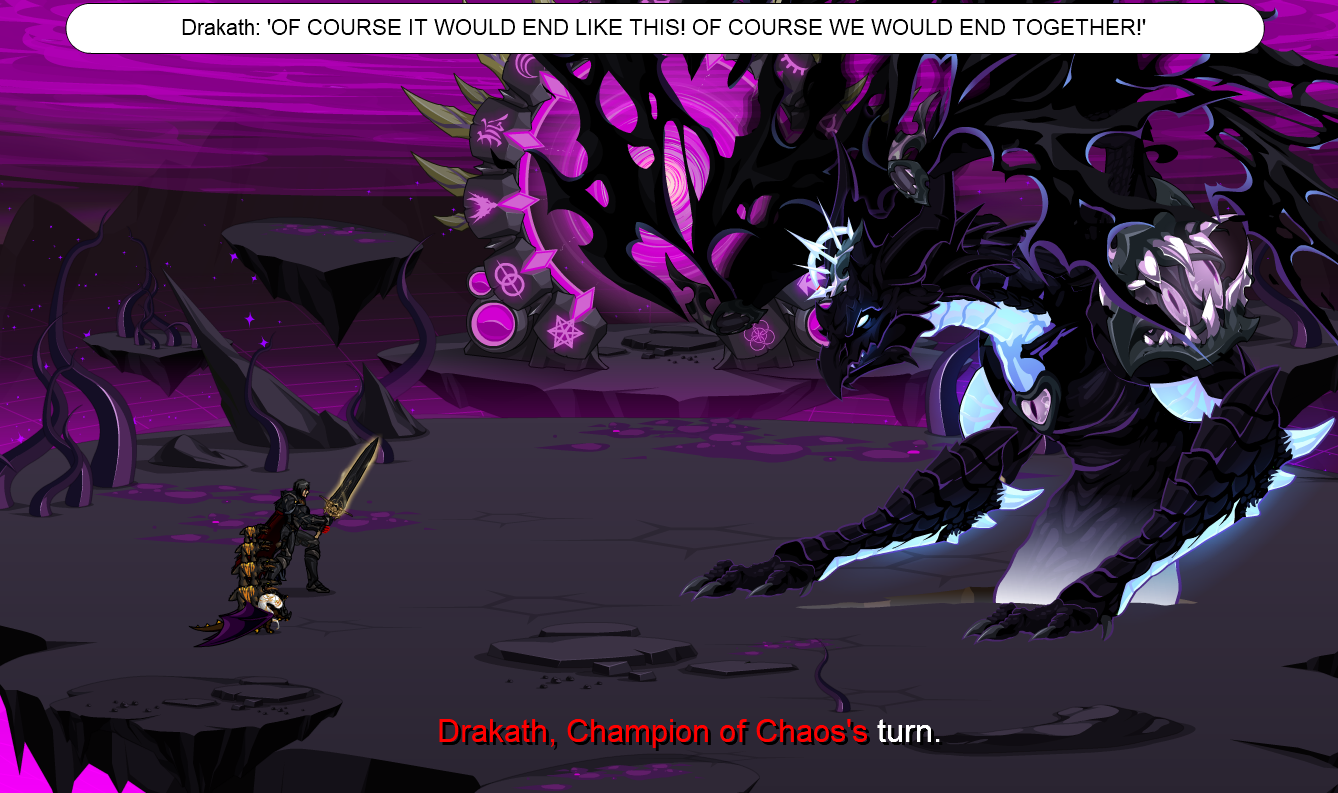 Drakath: 'OF COURSE IT WOULD END LIKE THIS! OF COURSE WE WOULD END TOGETHER!'
Drakath, Champion of Chaos's turn.